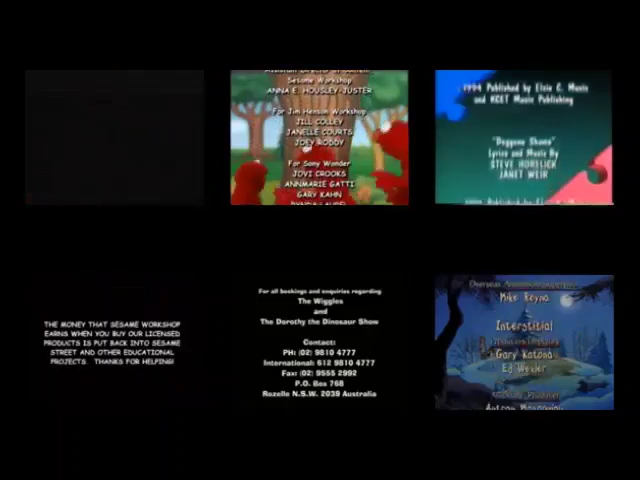 Sesame Workshop
ANNA E. HOUSLEY-JUSTER
For Jim Henson Workshop
JILL COLLEY
JANELLE COURTS
JOEY RODDY
For Sony Wonder
JOVI CROOKS
ANNMARIE GATTI
GARY KAHN
1994 Published by Elsie C. Music
and KCET Music Publishing
"Doggone Shame"
Lyrics and Music By
STEVE HORELICK
JANET WEIR
THE MONEY THAT SESAME WORKSHOP
EARNS WHEN YOU BUY OUR LICENSED
PRODUCTS IS PUT BACK INTO SESAME
STREET AND OTHER EDUCATIONAL
PROJECTS. THANKS FOR HELPING!
For all bookings and enquiries regarding
The Wiggles
and
The Dorothy the Dinosaur Show
Contact:
PH: (02) 9810 4777
International: 612 9810 4777
Fax: (02) 9555 2992
P.O. Box 768
Rozelle N.S.W. 2039 Australia
Overseas
Mike Reyna
Interstitial
Gary Katona
Ed Wexler